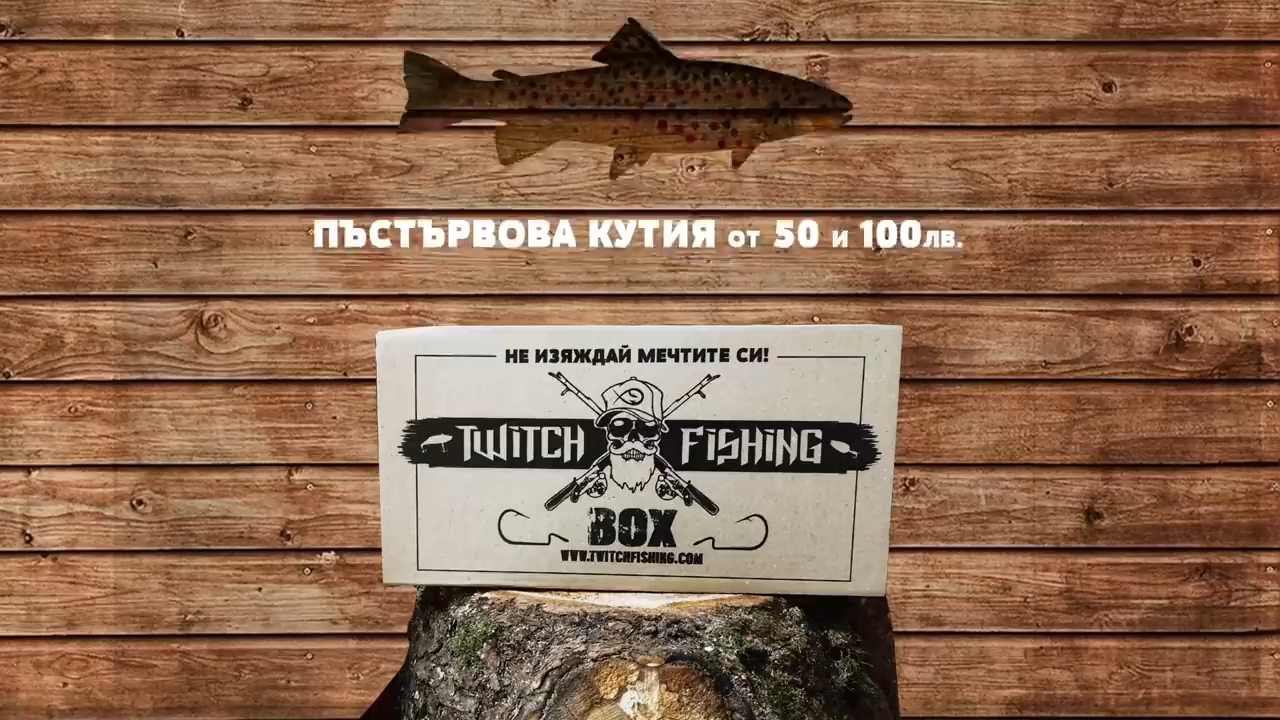 ПЪСТЪРВОВА КУТИЯ от 50 и 100лв.
НЕ ИЗЯЖДАЙ МЕЧТИТЕ СИ!
TWITCH FISHING
BOX
WWW.TWITCHFISHING.COM